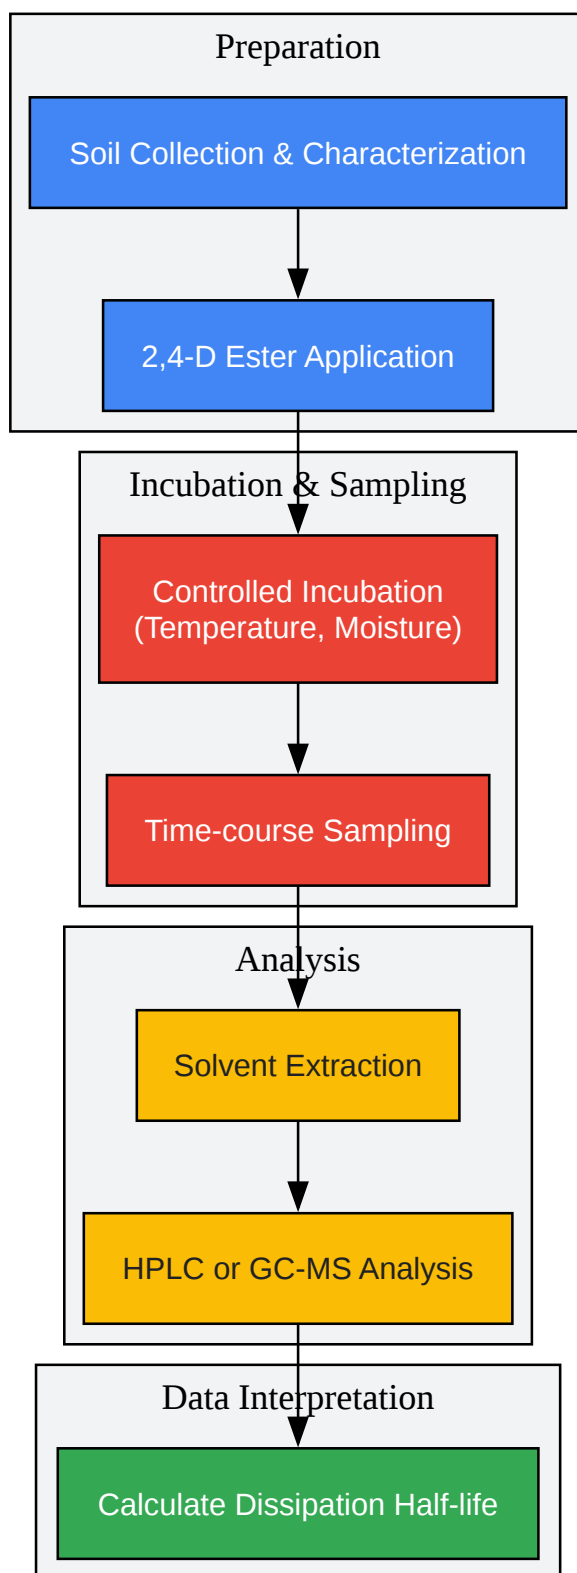 Preparation
Soil Collection & Characterization
2,4-D Ester Application
Incubation & Sampling
Controlled Incubation
(Temperature, Moisture)
Time-course Sampling
Analysis
Solvent Extraction
HPLC or GC-MS Analysis
Data Interpretation
Calculate Dissipation Half-life